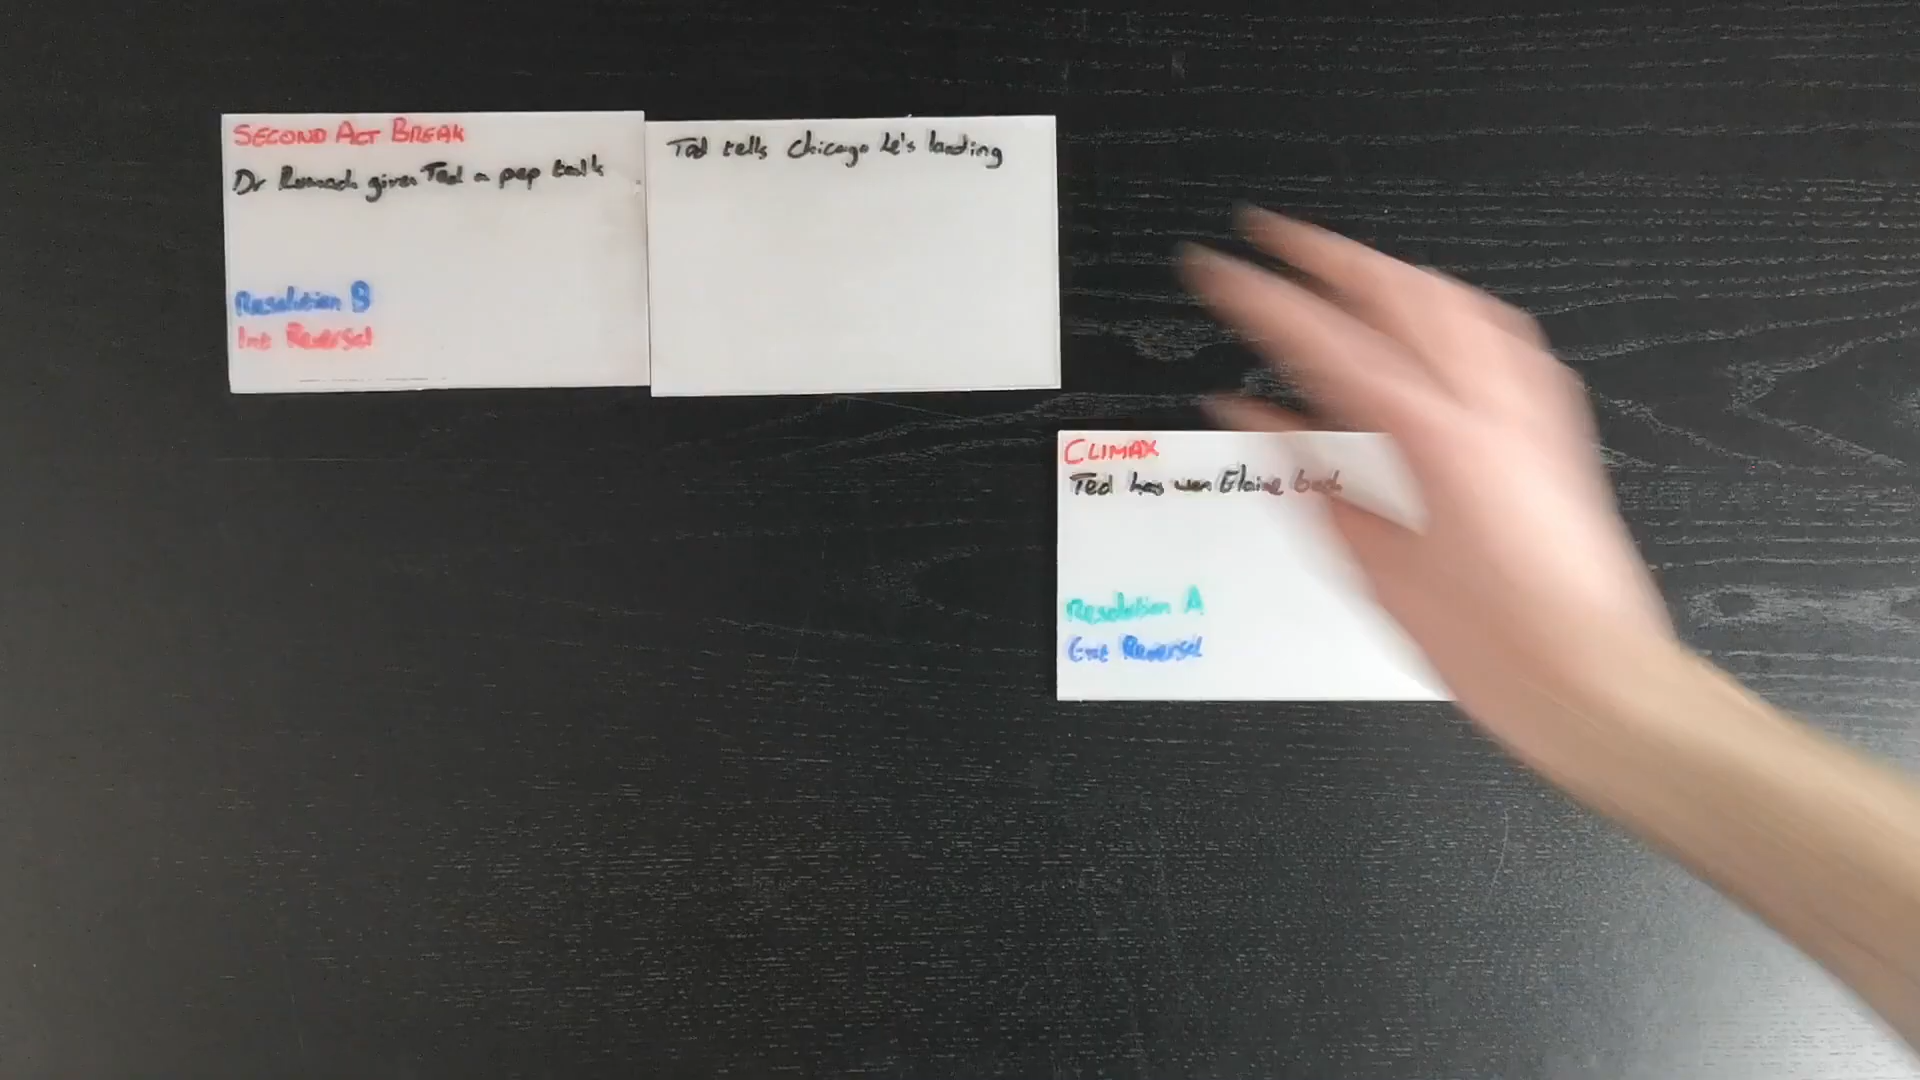 SECOND ACT BREAK
Dr Rumack gives Ted a pep talk
Resolution B
Int Reversal
Ted tells Chicago he's landing
CLIMAX
Ted has won Elaine back
Resolution A
Ext Reversal